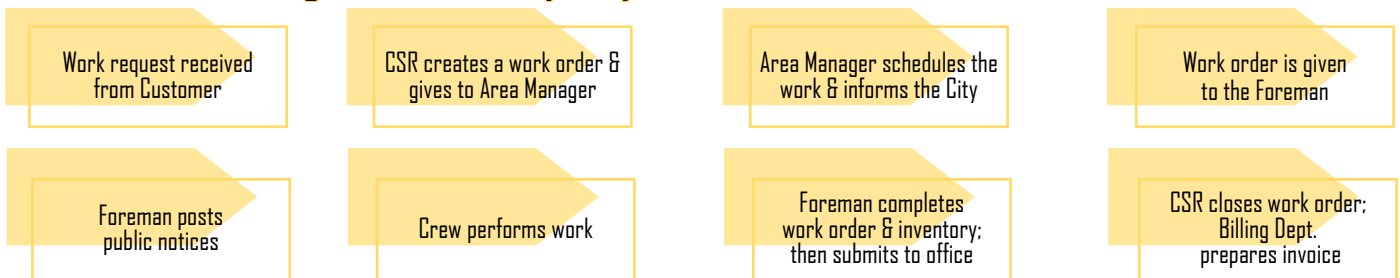 Work request received
from Customer
CSR creates a work order &
gives to Area Manager
Area Manager schedules the
work & informs the City
Work order is given
to the Foreman
Foreman posts
public notices
Crew performs work
Foreman completes
work order & inventory;
then submits to office
CSR closes work order;
Billing Dept.
prepares invoice